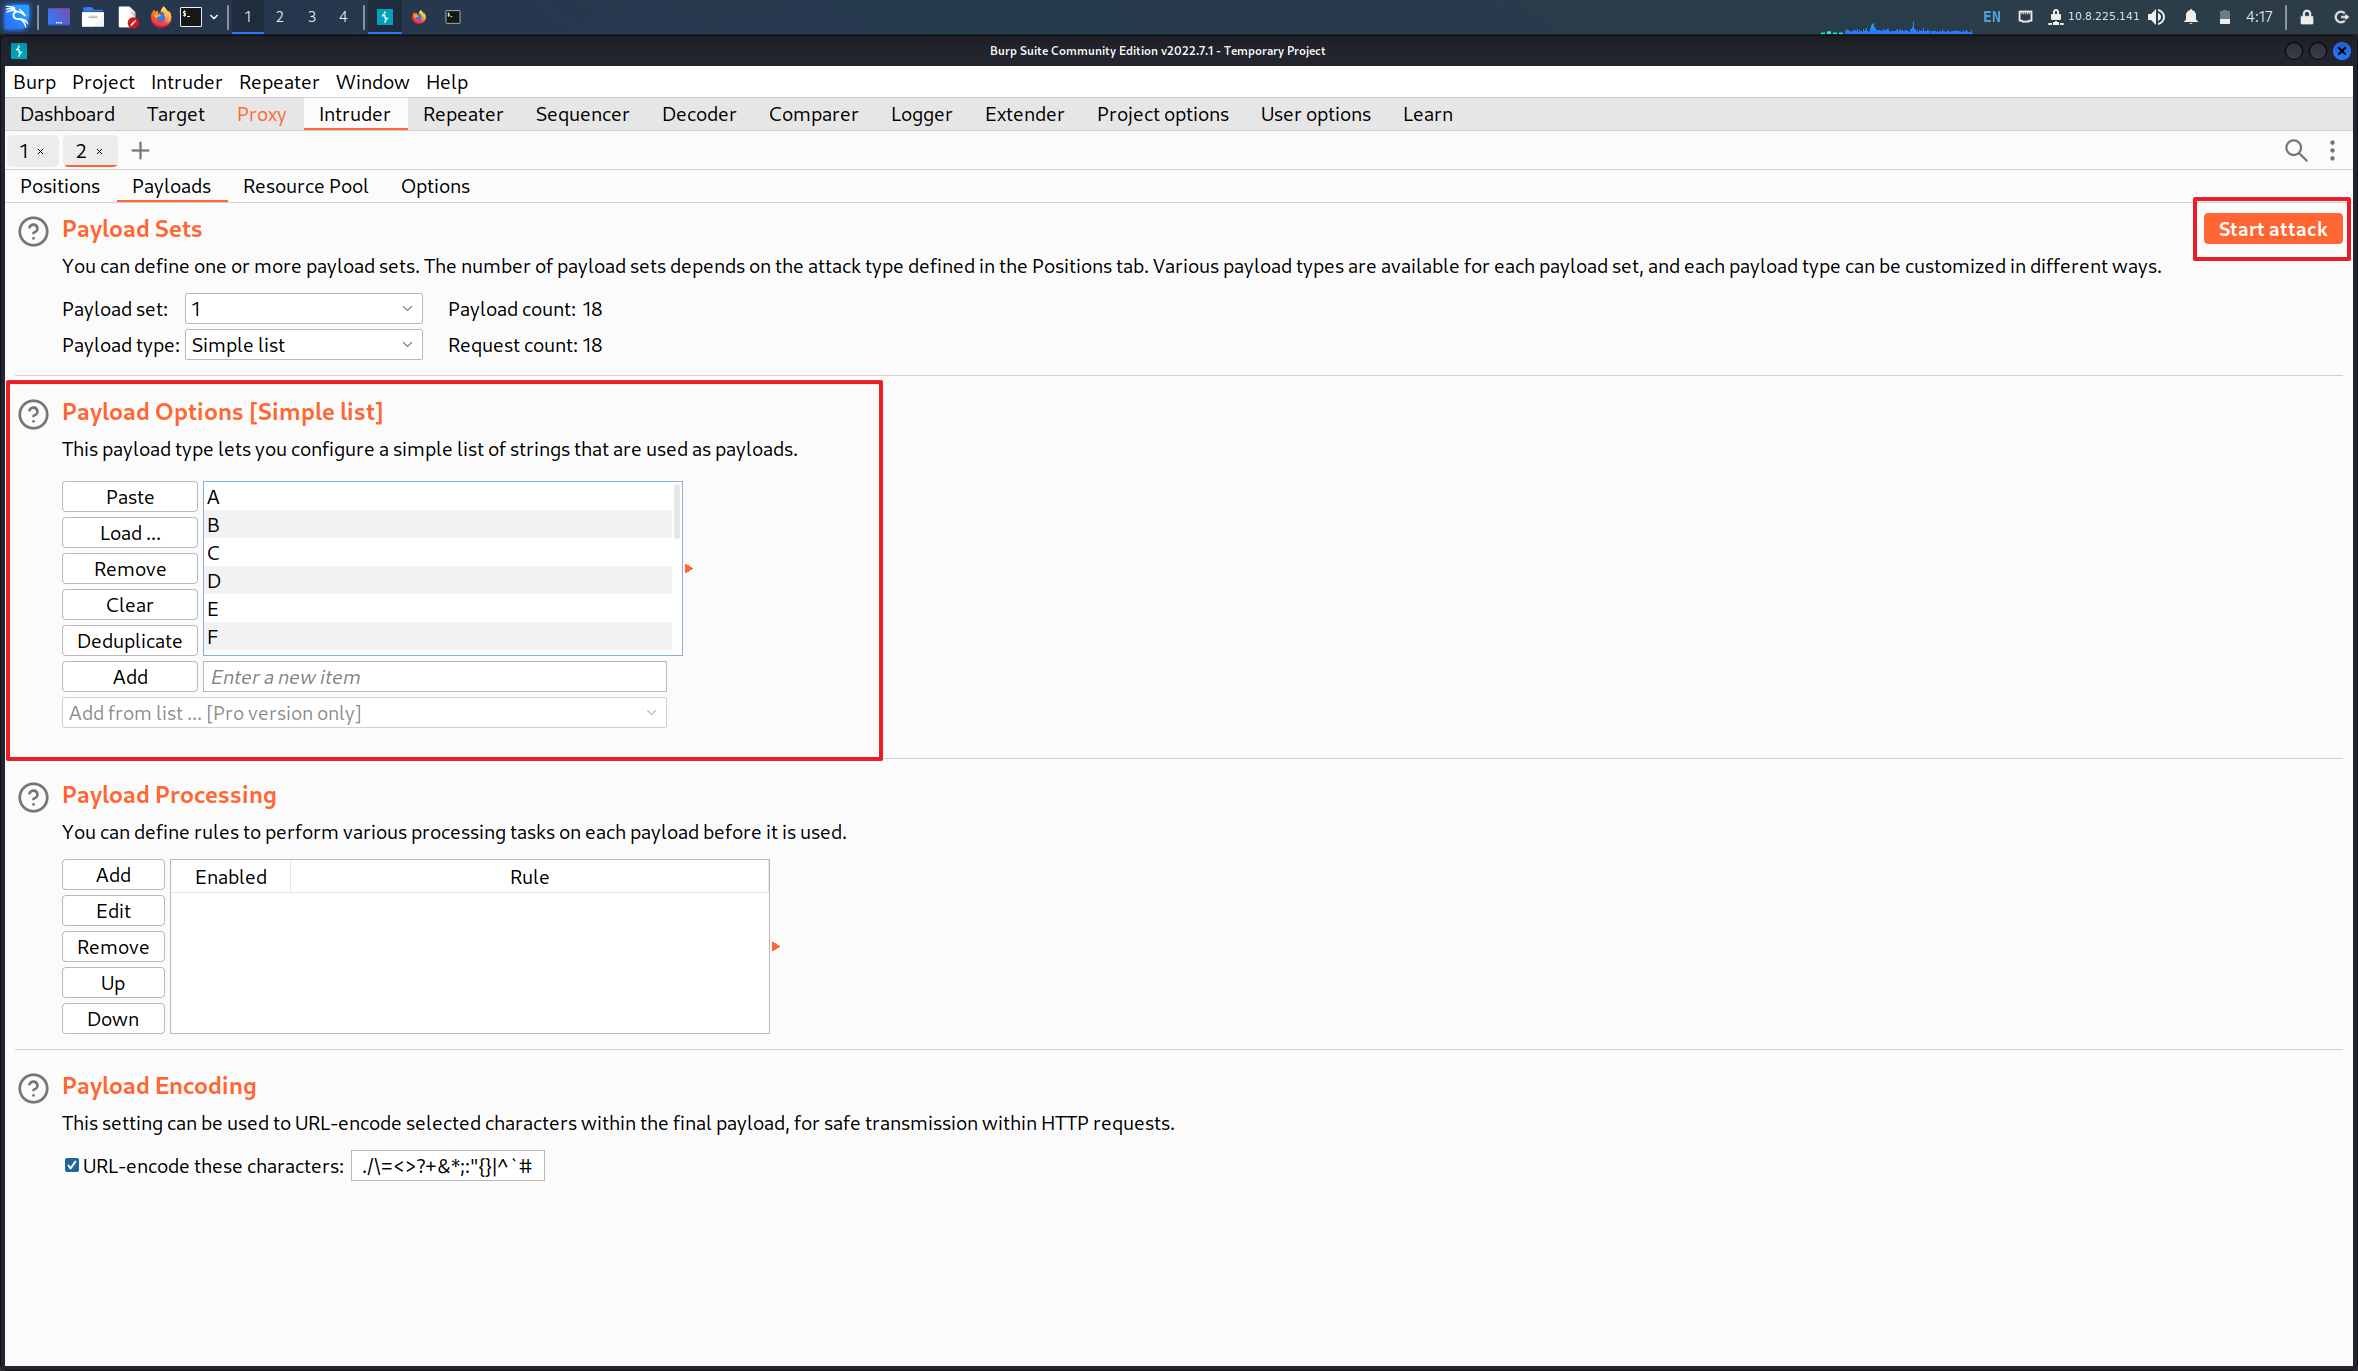 1 2 3 4 EN 10.8.225.141 4:17
Burp Suite Community Edition v2022.7.1 - Temporary Project
Burp Project Intruder Repeater Window Help
Dashboard Target Proxy Intruder Repeater Sequencer Decoder Comparer Logger Extender Project options User options Learn
1 × 2 × +
Positions Payloads Resource Pool Options
? Payload Sets
Start attack
You can define one or more payload sets. The number of payload sets depends on the attack type defined in the Positions tab. Various payload types are available for each payload set, and each payload type can be customized in different ways.
Payload set: 1 Payload count: 18
Payload type: Simple list Request count: 18
? Payload Options [Simple list]
This payload type lets you configure a simple list of strings that are used as payloads.
Paste A
Load ... B
Remove C
Clear D
Deduplicate E
F
Add Enter a new item
Add from list ... [Pro version only]
? Payload Processing
You can define rules to perform various processing tasks on each payload before it is used.
Add Enabled Rule
Edit
Remove
Up
Down
? Payload Encoding
This setting can be used to URL-encode selected characters within the final payload, for safe transmission within HTTP requests.
URL-encode these characters: ./\=<>?+&*;:"{}|^`#